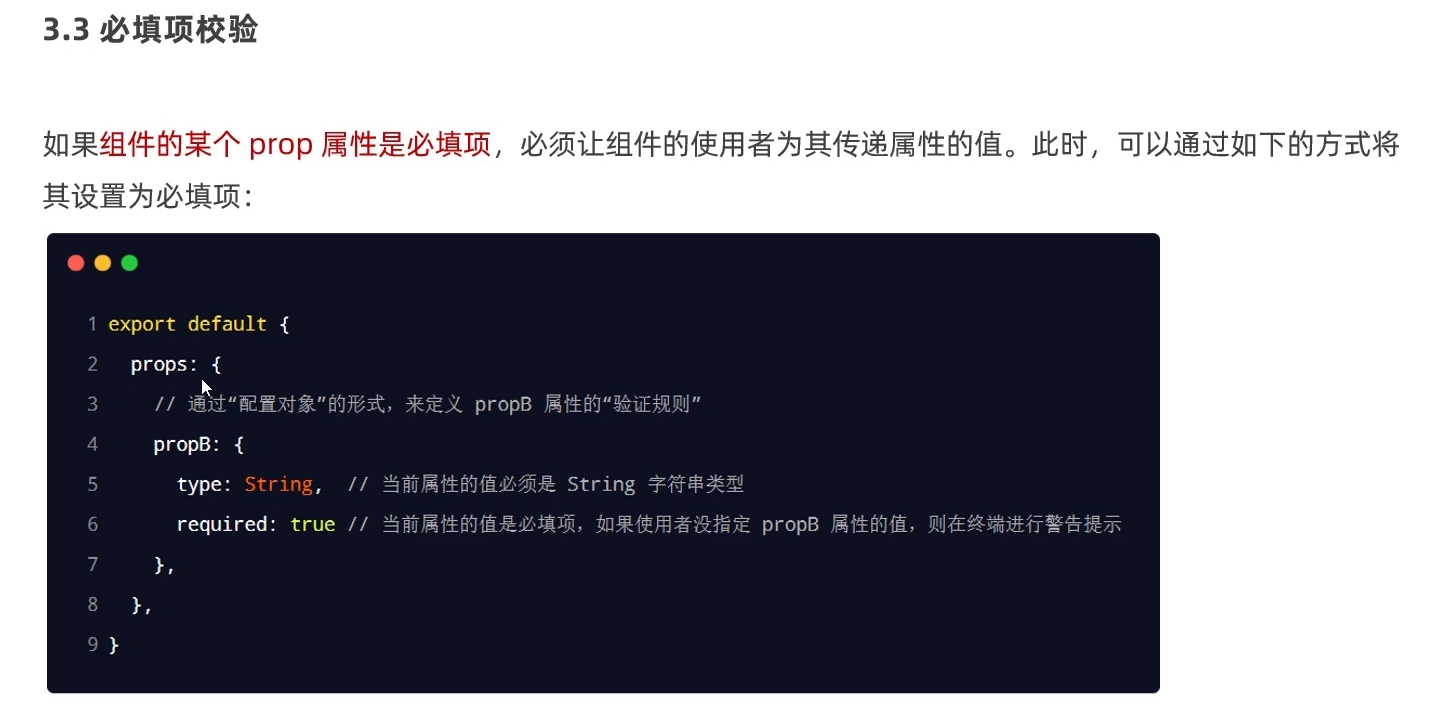 3.3 必填项校验
如果组件的某个 prop 属性是必填项，必须让组件的使用者为其传递属性的值。此时，可以通过如下的方式将
其设置为必填项：
1 export default {
2 props: {
3 // 通过“配置对象”的形式，来定义 propB 属性的“验证规则”
4 propB: {
5 type: String, // 当前属性的值必须是 String 字符串类型
6 required: true // 当前属性的值是必填项，如果使用者没指定 propB 属性的值，则在终端进行警告提示
7 },
8 },
9 }